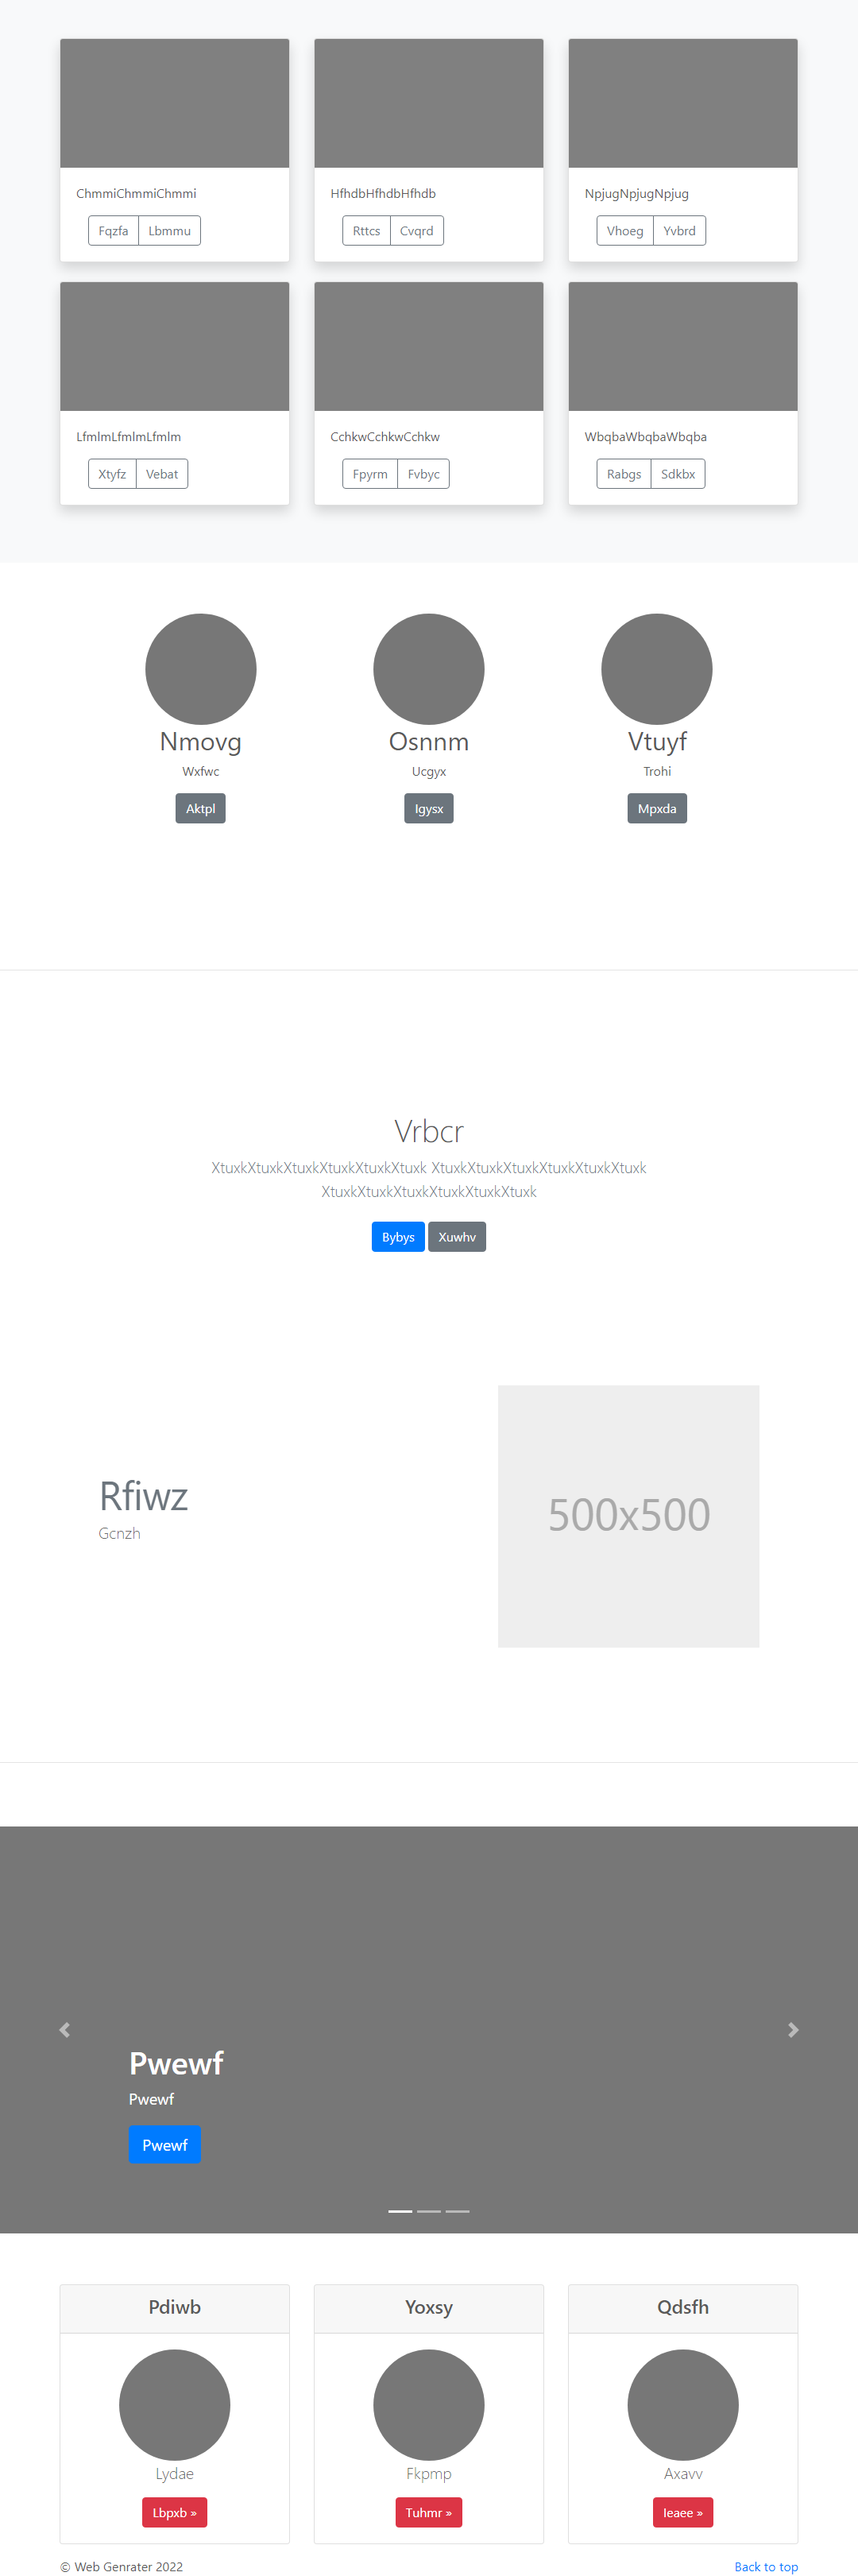 ChmmiChmmiChmmi
Fqzfa Lbmmu
HfhdbHfhdbHfhdb
Rttcs Cvqrd
NpjugNpjugNpjug
Vhoeg Yvbrd
LfmlmLfmlmLfmlm
Xtyfz Vebat
CchkwCchkwCchkw
Fpyrm Fvbyc
WbqbaWbqbaWbqba
Rabgs Sdkbx
Nmovg
Wxfwc
Aktpl
Osnnm
Ucgyx
Igysx
Vtuyf
Trohi
Mpxda
Vrbcr
XtuxkXtuxkXtuxkXtuxkXtuxkXtuxk XtuxkXtuxkXtuxkXtuxkXtuxkXtuxk
XtuxkXtuxkXtuxkXtuxkXtuxkXtuxk
Bybys Xuwhv
Rfiwz
Gcnzh
500x500
Pwewf
Pwewf
Pwewf
Pdiwb
Lydae
Lbpxb »
Yoxsy
Fkpmp
Tuhmr »
Qdsfh
Axavv
Ieaee »
© Web Genrater 2022
Back to top